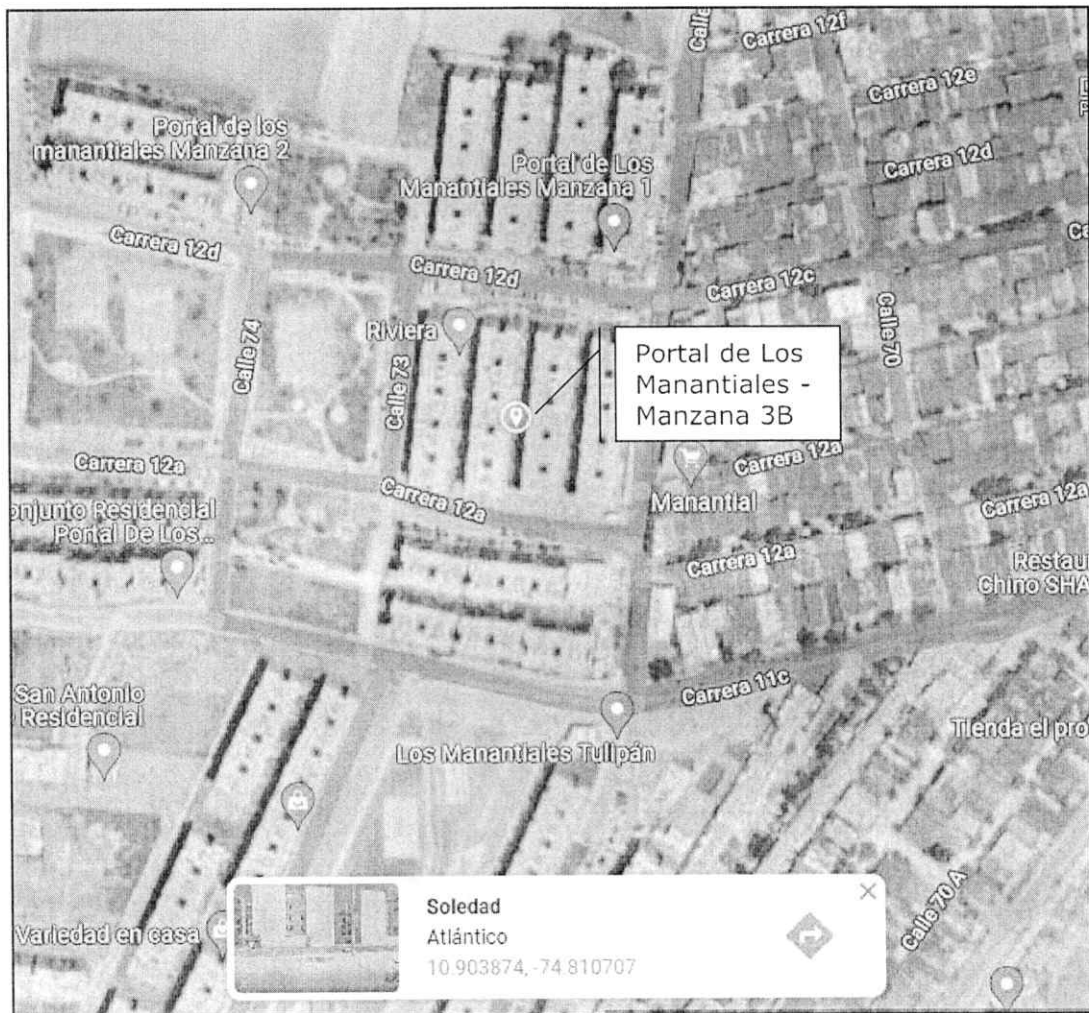 Calle
Carrera 12f
Carrera 12e
Portal de los
manantiales Manzana 2
Portal de Los
Manantiales Manzana 1
Carrera 12d
Carrera 12d
Carrera 12d
Carrera 12c
Riviera
Calle 74
Calle 73
Calle 70
Portal de Los
Manantiales -
Manzana 3B
Carrera 12a
Carrera 12a
Carrera 12a
Carrera 12a
Manantial
onjunto Residencial
Portal De Los...
Carrera 12a
Restau
Chino SHA
San Antonio
Residencial
Carrera 11c
Los Manantiales Tulipán
Tienda el pro
Variedad en casa
Calle 70 A
Soledad
Atlántico
10.903874, -74.810707